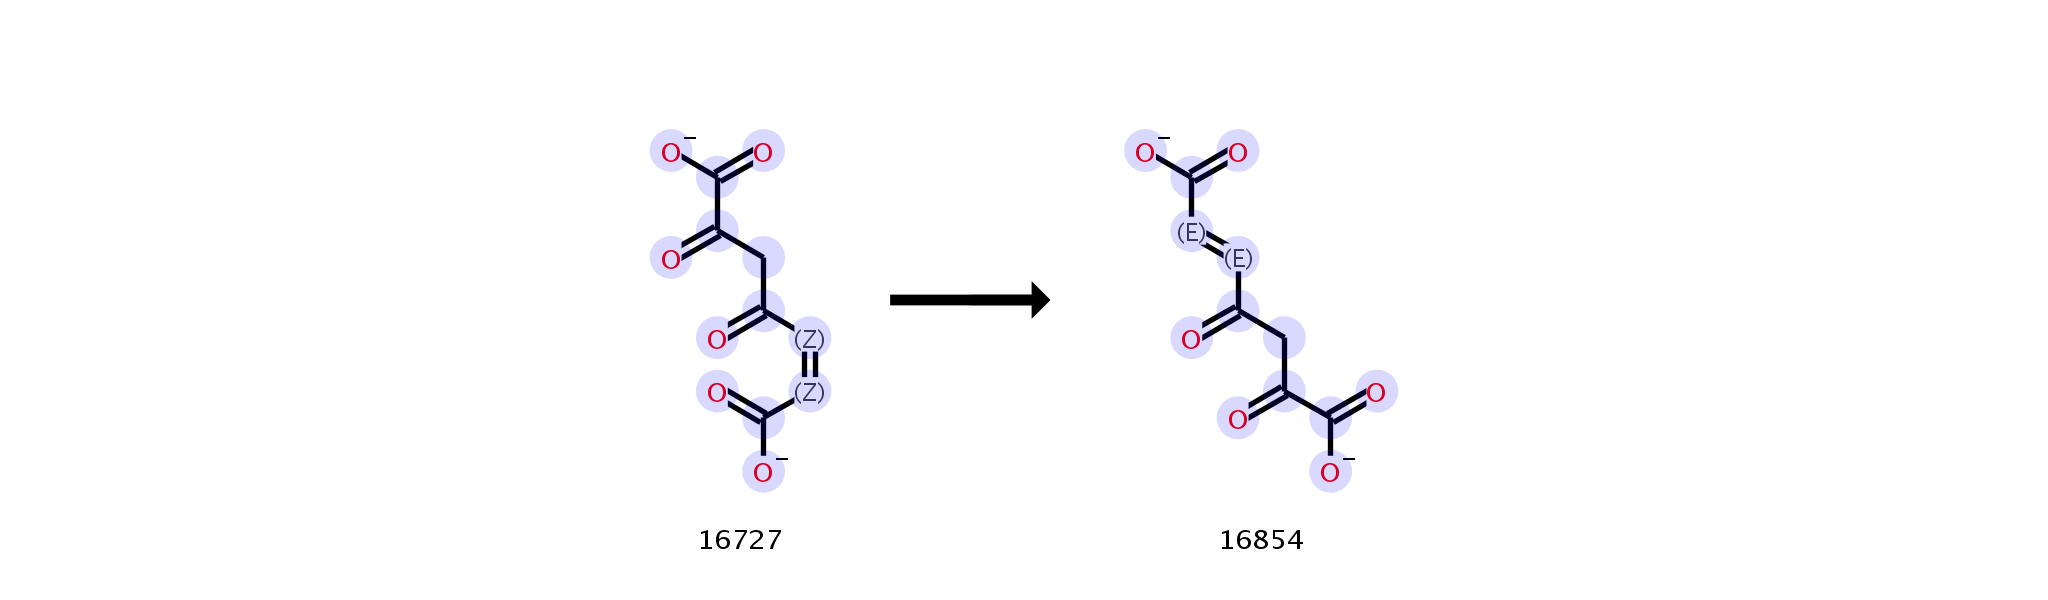 O⁻ O O⁻ O
O (E)
O (E)
O (Z) O
O (Z) O
O
O⁻ O⁻
16727 16854